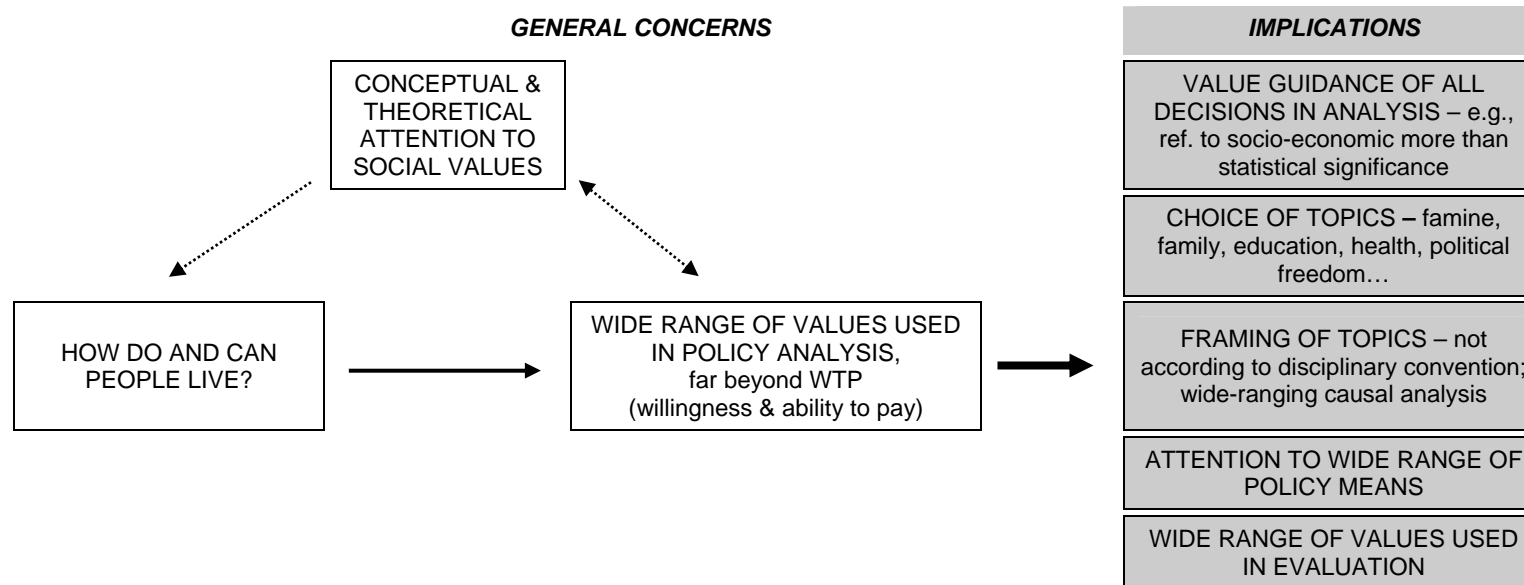 GENERAL CONCERNS
CONCEPTUAL &
THEORETICAL
ATTENTION TO
SOCIAL VALUES
HOW DO AND CAN
PEOPLE LIVE?
WIDE RANGE OF VALUES USED
IN POLICY ANALYSIS,
far beyond WTP
(willingness & ability to pay)
IMPLICATIONS
VALUE GUIDANCE OF ALL
DECISIONS IN ANALYSIS – e.g.,
ref. to socio-economic more than
statistical significance
CHOICE OF TOPICS – famine,
family, education, health, political
freedom…
FRAMING OF TOPICS – not
according to disciplinary convention;
wide-ranging causal analysis
ATTENTION TO WIDE RANGE OF
POLICY MEANS
WIDE RANGE OF VALUES USED
IN EVALUATION